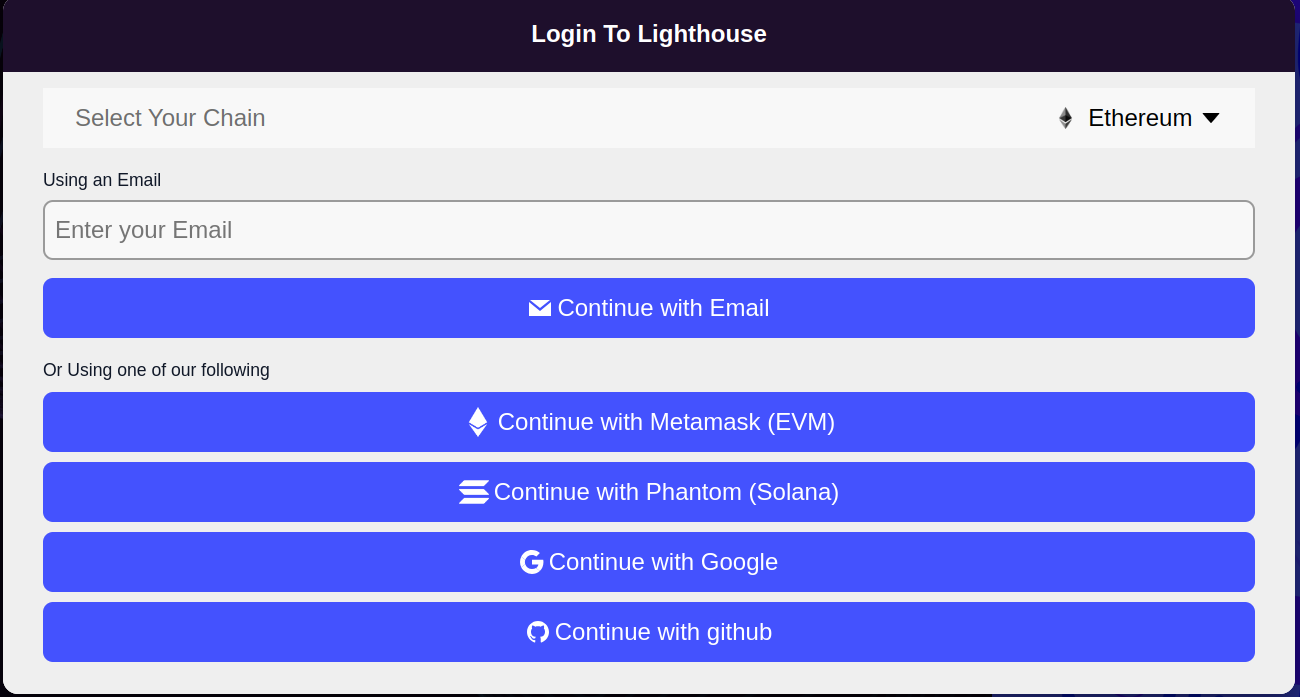 Login To Lighthouse
Select Your Chain Ethereum
Using an Email
Enter your Email
Continue with Email
Or Using one of our following
Continue with Metamask (EVM)
Continue with Phantom (Solana)
Continue with Google
Continue with github